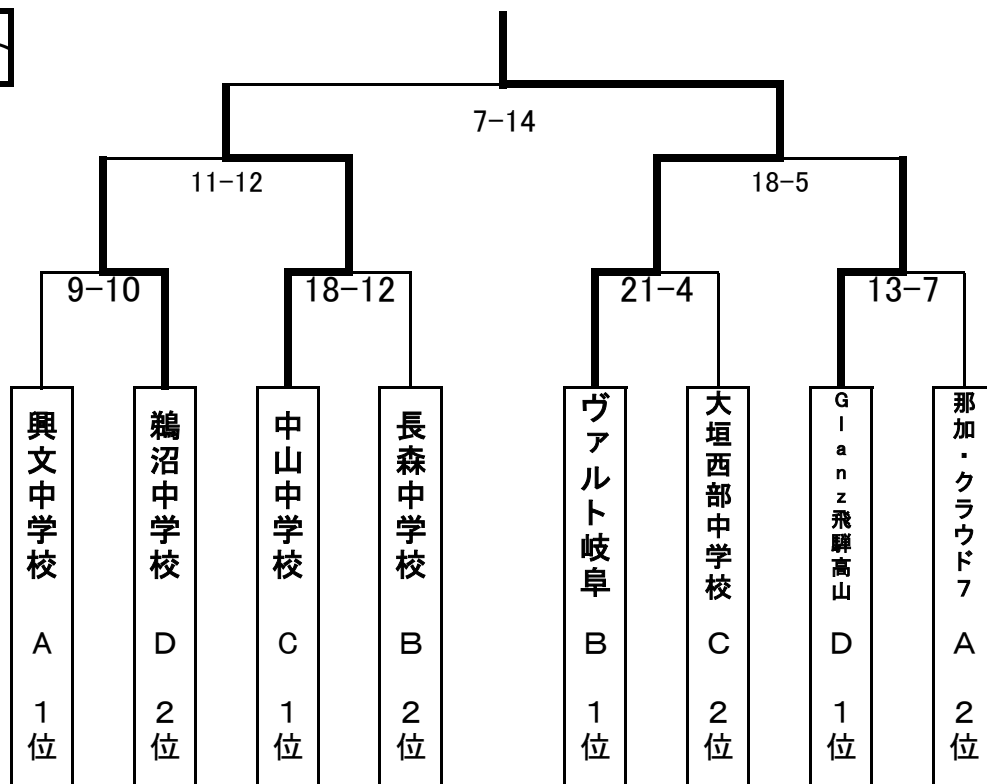 7-14
11-12
18-5
9-10
18-12
21-4
13-7
興文中学校 A 1位
鵜沼中学校 D 2位
中山中学校 C 1位
長森中学校 B 2位
ヴァルト岐阜 B 1位
大垣西部中学校 C 2位
Glanz飛騨高山 D 1位
那加・クラウド7 A 2位